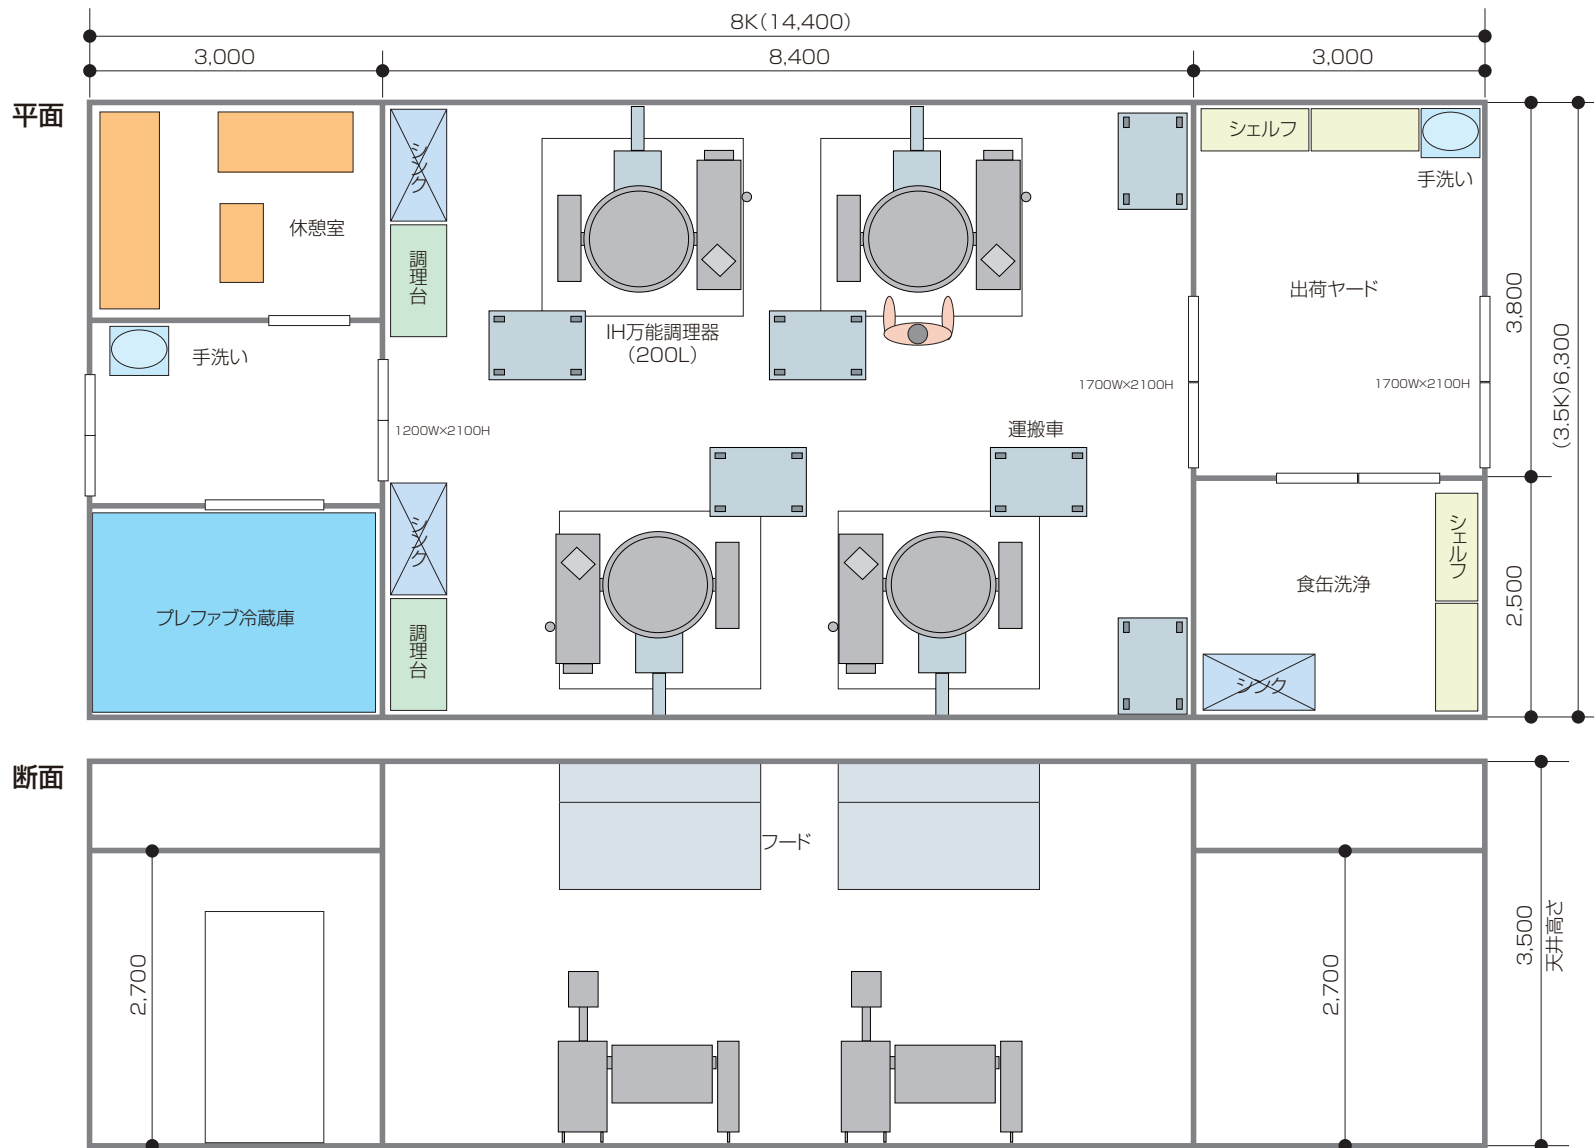 8K(14,400)
3,000
8,400
3,000
平面
シンク
調理台
休憩室
手洗い
IH万能調理器
(200L)
シェルフ
手洗い
出荷ヤード
3,800
(3.5K)6,300
1700W×2100H
1700W×2100H
1200W×2100H
運搬車
シンク
調理台
プレファブ冷蔵庫
食缶洗浄
シェルフ
シンク
2,500
断面
フード
2,700
2,700
3,500
天井高さ